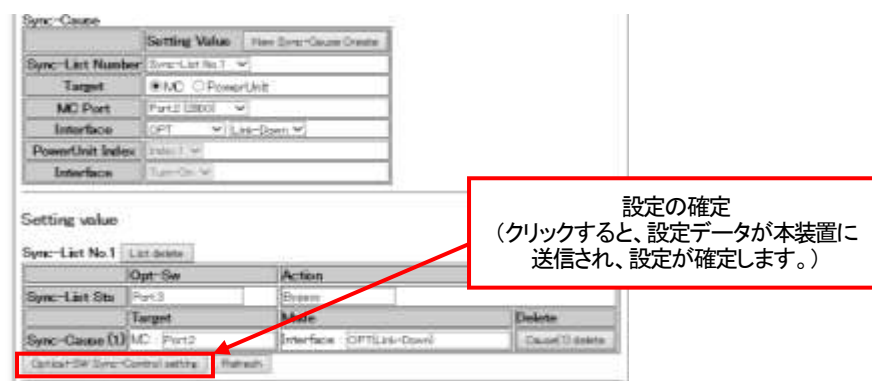 Sync-Cause
Setting Value New Sync-Cause Create
Sync-List Number Sync-List No.1
Target MC PowerUnit
MC Port Port2
Interface OPT Link-Down
PowerUnit Index Index1
Interface Turn-On
設定の確定
（クリックすると、設定データが本装置に
送信され、設定が確定します。）
Setting value
Sync-List No.1 List delete
Opt-Sw Action
Sync-List Sts Port3 Bypass
Target Mode Delete
Sync-Cause (1) MC : Port2 Interface : OPT(Link-Down) Cause(1) delete
Optical-SW Sync-Control setting Refresh